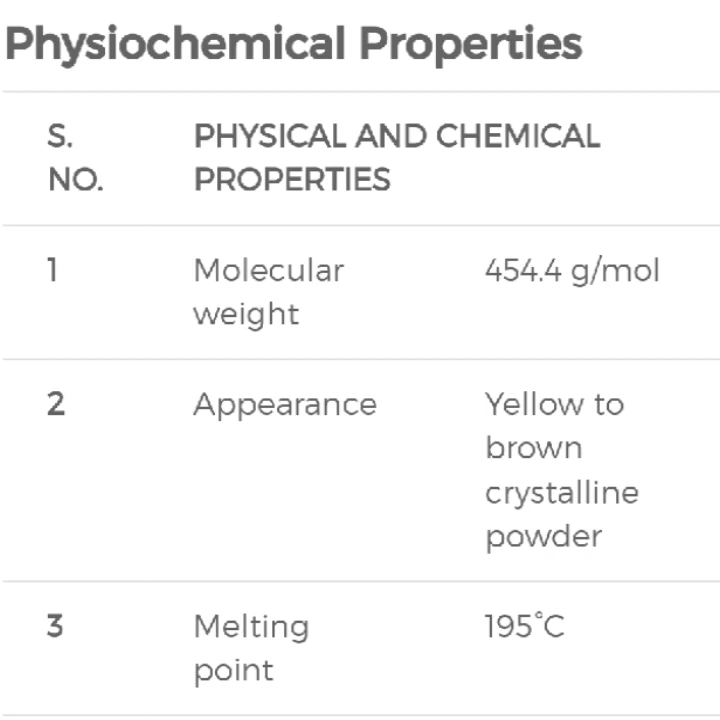 Physiochemical Properties
S. NO. PHYSICAL AND CHEMICAL PROPERTIES
1 Molecular weight 454.4 g/mol
2 Appearance Yellow to brown crystalline powder
3 Melting point 195°C